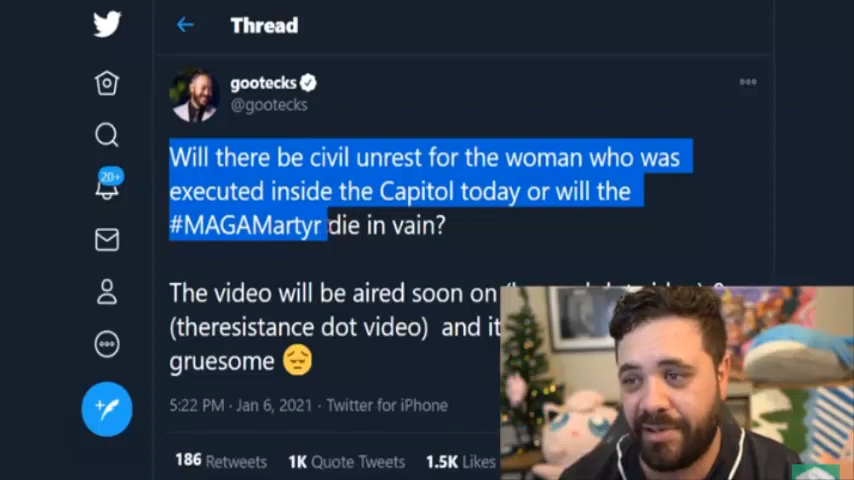 Thread
gootecks
@gootecks
Will there be civil unrest for the woman who was
executed inside the Capitol today or will the
#MAGAMartyr die in vain?
The video will be aired soon on
(theresistance dot video) and it
gruesome
5:22 PM · Jan 6, 2021 · Twitter for iPhone
20+
186 Retweets 1K Quote Tweets 1.5K Likes